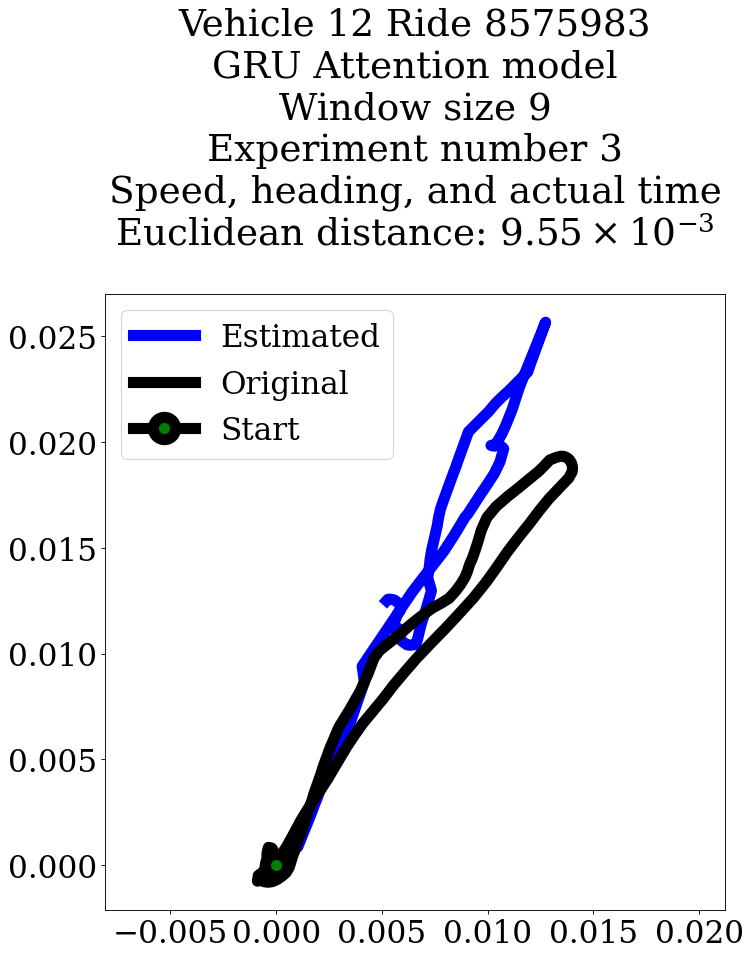 Vehicle 12 Ride 8575983
GRU Attention model
Window size 9
Experiment number 3
Speed, heading, and actual time
Euclidean distance: 9.55 × 10⁻³
Estimated
Original
Start
0.025
0.020
0.015
0.010
0.005
0.000
−0.005 0.000 0.005 0.010 0.015 0.020